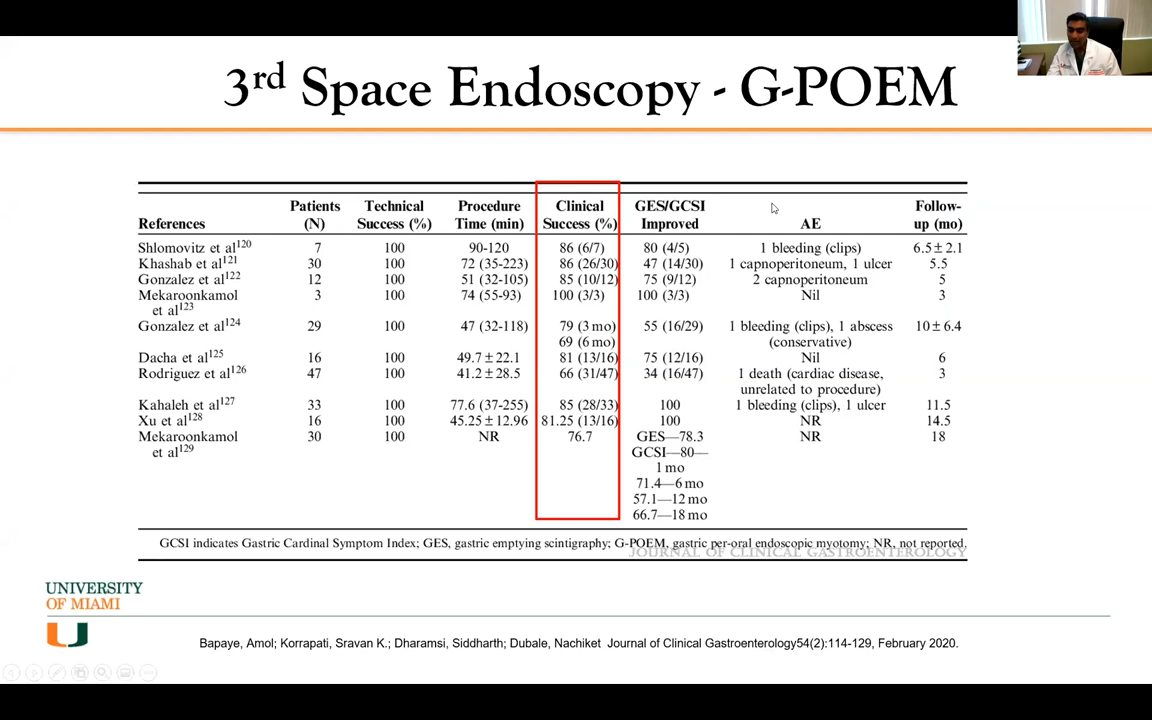 3rd Space Endoscopy - G-POEM
References Patients (N) Technical Success (%) Procedure Time (min) Clinical Success (%) GES/GCSI Improved AE Follow-up (mo)
Shlomovitz et al120 7 100 90-120 86 (6/7) 80 (4/5) 1 bleeding (clips) 6.5±2.1
Khashab et al121 30 100 72 (35-223) 86 (26/30) 47 (14/30) 1 capnoperitoneum, 1 ulcer 5.5
Gonzalez et al122 12 100 51 (32-105) 85 (10/12) 75 (9/12) 2 capnoperitoneum 5
Mekaroonkamol 3 100 74 (55-93) 100 (3/3) 100 (3/3) Nil 3
et al123
Gonzalez et al124 29 100 47 (32-118) 79 (3 mo) 55 (16/29) 1 bleeding (clips), 1 abscess 10±6.4
69 (6 mo) (conservative)
Dacha et al125 16 100 49.7±22.1 81 (13/16) 75 (12/16) Nil 6
Rodriguez et al126 47 100 41.2±28.5 66 (31/47) 34 (16/47) 1 death (cardiac disease, 3
unrelated to procedure)
Kahaleh et al127 33 100 77.6 (37-255) 85 (28/33) 100 1 bleeding (clips), 1 ulcer 11.5
Xu et al128 16 100 45.25±12.96 81.25 (13/16) 100 NR 14.5
Mekaroonkamol 30 100 NR 76.7 GES—78.3 NR 18
et al129 GCSI—80—
1 mo
71.4—6 mo
57.1—12 mo
66.7—18 mo
GCSI indicates Gastric Cardinal Symptom Index; GES, gastric emptying scintigraphy; G-POEM, gastric per-oral endoscopic myotomy; NR, not reported.
JOURNAL OF CLINICAL GASTROENTEROLOGY
UNIVERSITY
OF MIAMI
Bapaye, Amol; Korrapati, Sravan K.; Dharamsi, Siddharth; Dubale, Nachiket Journal of Clinical Gastroenterology54(2):114-129, February 2020.